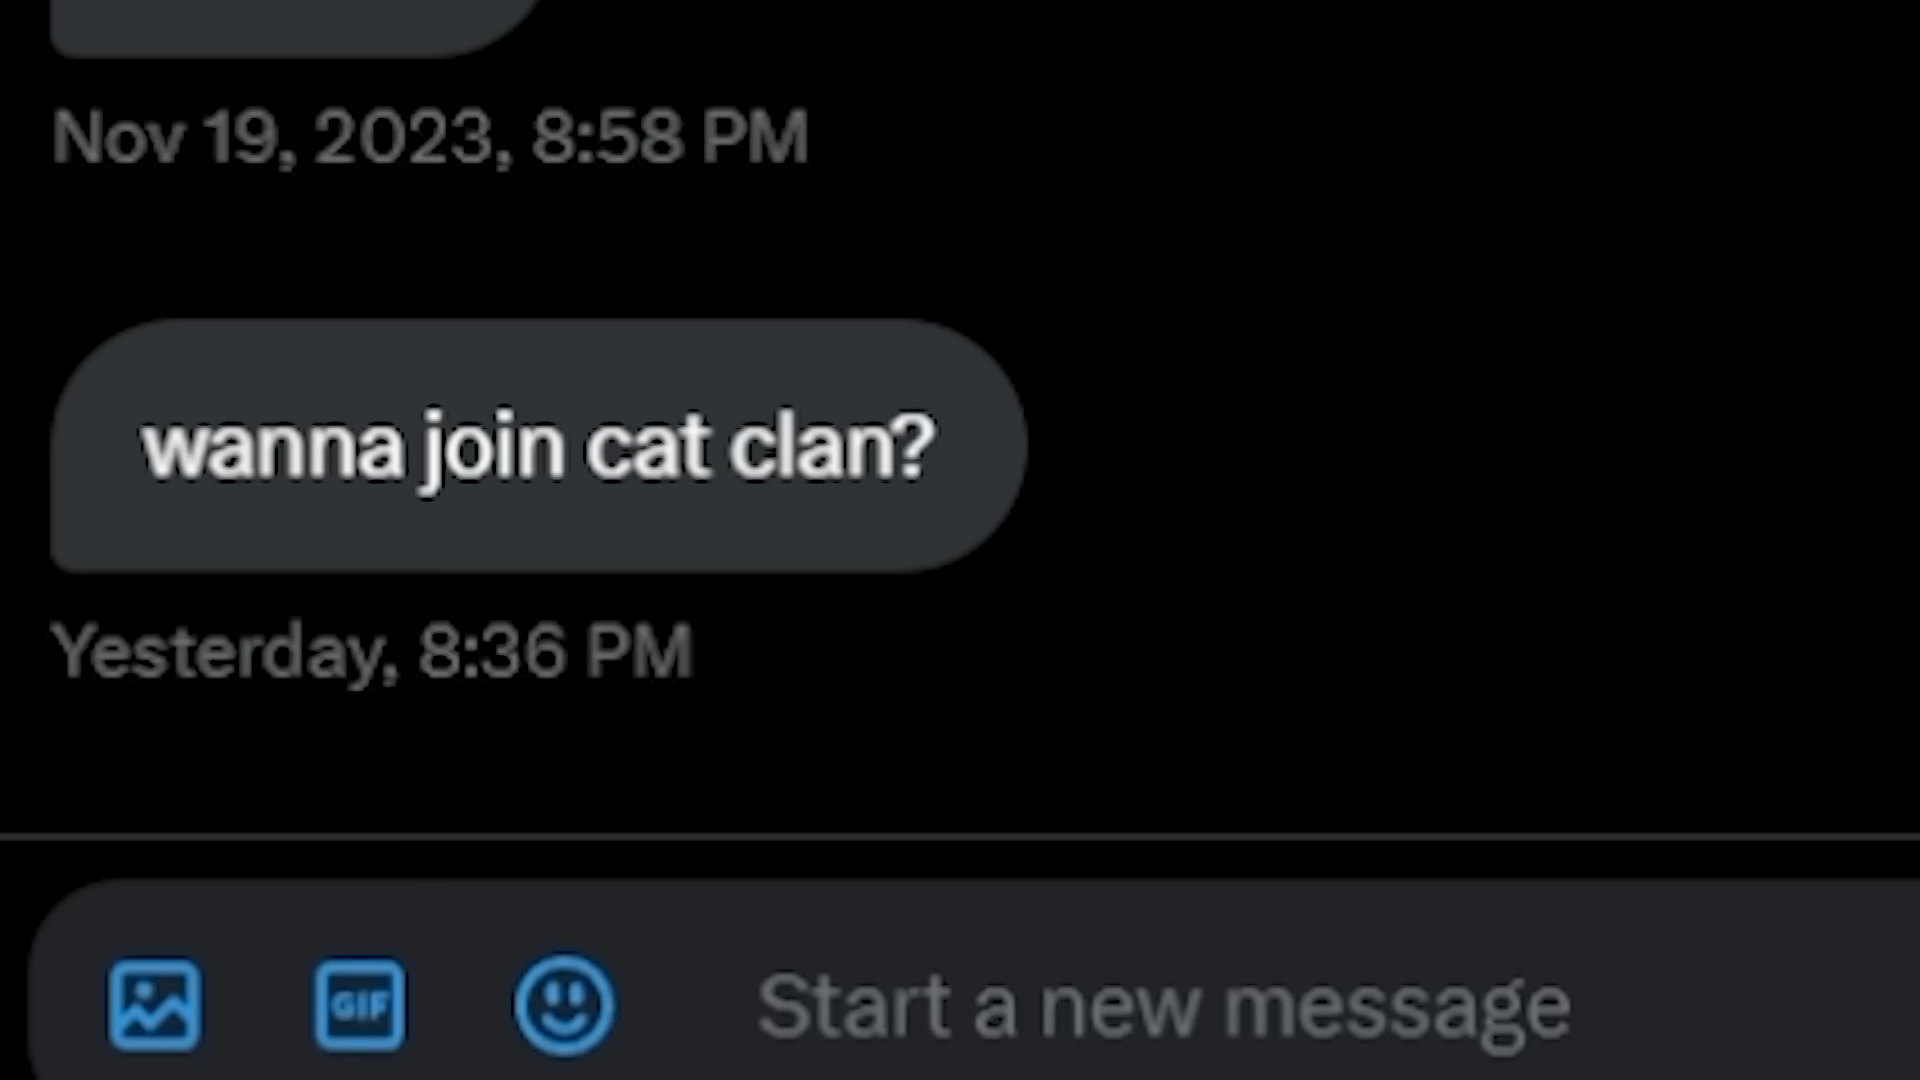 Nov 19, 2023, 8:58 PM
wanna join cat clan?
Yesterday, 8:36 PM
GIF
Start a new message